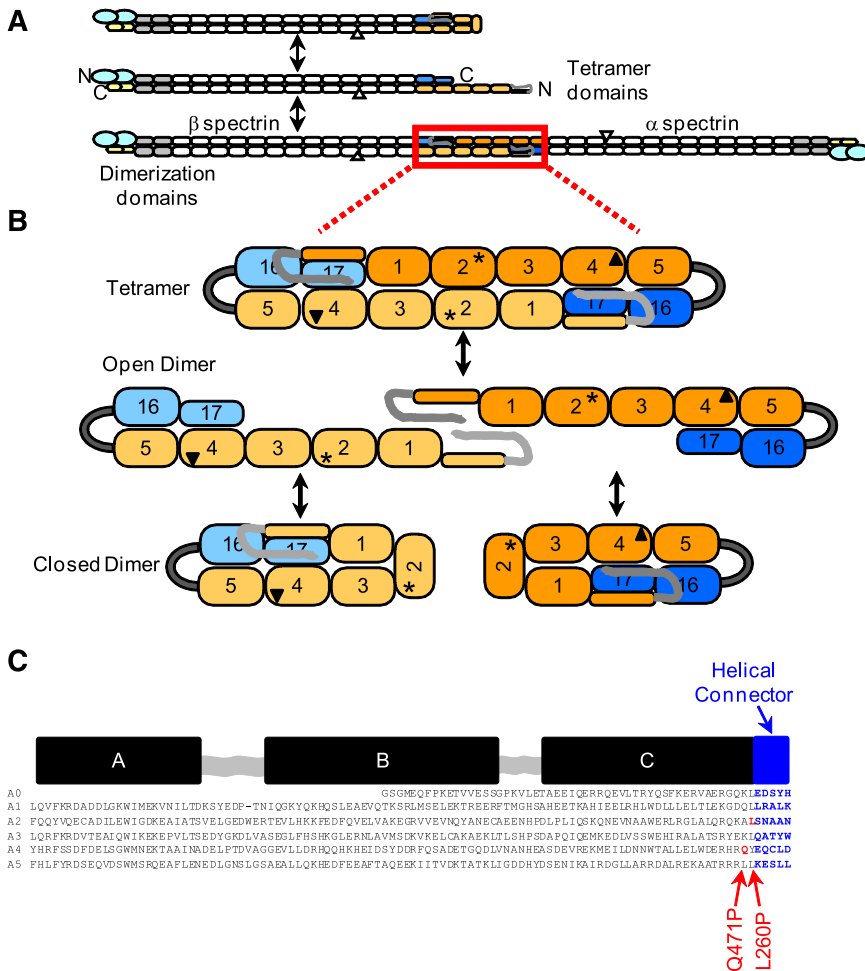 A
N
C
C
N
Tetramer
domains
β spectrin
α spectrin
Dimerization
domains
B
Tetramer
16 17 1 2 * 3 4 5
5 4 3 * 2 1 17 16
Open Dimer
16 17
5 4 3 * 2 1
1 2 * 3 4 5
17 16
Closed Dimer
16 17 1 2 *
5 4 3
* 2 3 4 5
1 17 16
C
Helical
Connector
A B C
A0 GSGMEQFPKETVVESSGPKVLETAEEIQERRQEVLTRYQSFKERVAERGQKLEDSYH
A1 LQVFKRDADDLGKWIMEKVNILTDKSYEDP-TNIQGKYQKHQSLEAEVQTKSRLMSELEKTREERFTMGHSAHEETKAHIEELRHLWDLLLELTLEKGDQLLRALK
A2 FQQYVQECADILEWIGDKEAIATSVELGEDWERTEVLHKKFEDFQVELVAKEGRVVEVNQYANECAEENHPDLPLIQSKQNEVNAAWERLRGLALQRQKALSNAAN
A3 LQRFKRDVTEAIQWIKEKEPVLTSEDYGKDLVASEGLFHSHKGLERNLAVMSDKVKELCAKAEKLTLSHPSDAPQIQEMKEDLVSSWEHIRALATSRYEKLQATYW
A4 YHRFSSDFDELSGWMNEKTAAINADELPTDVAGGEVLLDRHQQHKHEIDSYDDRFQSADETGQDLVNANHEASDEVREKMEILDNNWTALLELWDERHRQYEQCLD
A5 FHLFYRDSEQVDSWMSRQEAFLENEDLGNSLGSAEALLQKHEDFEEAFTAQEEKIITVDKTATKLIGDDHYDSENIKAIRDGLLARRDALREKAATRRRLLKESLL
Q471P
L260P